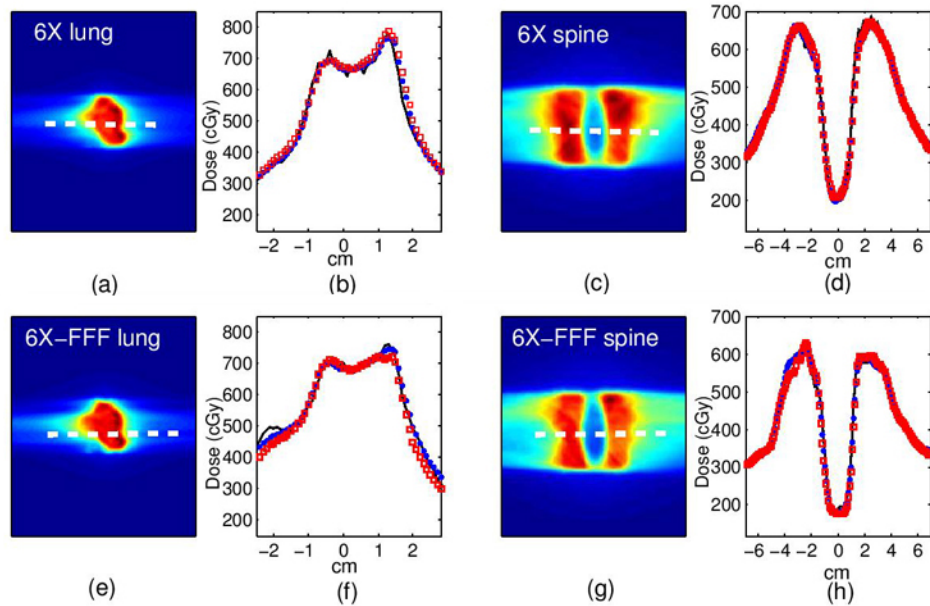 6X lung
Dose (cGy)
800
700
600
500
400
300
200
−2 −1 0 1 2
cm
6X spine
Dose (cGy)
700
600
500
400
300
200
−6 −4 −2 0 2 4 6
cm
(a)
(b)
(c)
(d)
6X−FFF lung
Dose (cGy)
800
700
600
500
400
300
200
−2 −1 0 1 2
cm
6X−FFF spine
Dose (cGy)
700
600
500
400
300
200
−6 −4 −2 0 2 4 6
cm
(e)
(f)
(g)
(h)